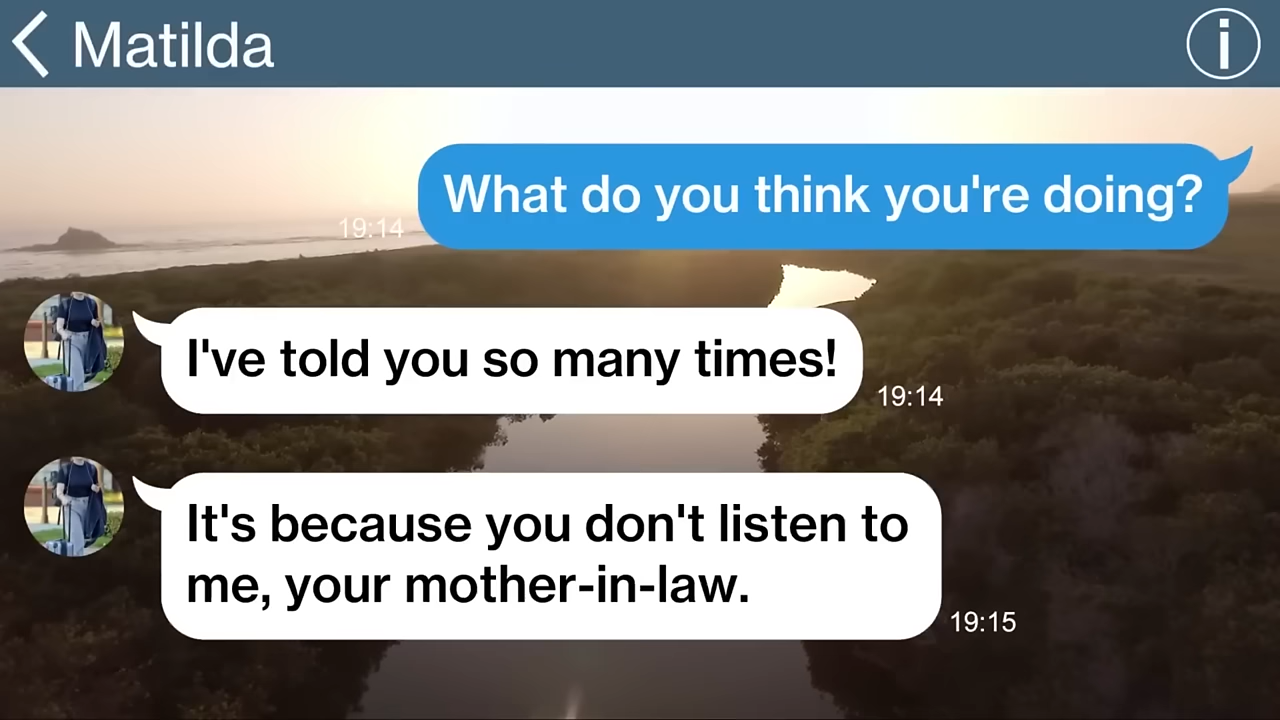 Matilda
What do you think you're doing?
19:14
I've told you so many times!
19:14
It's because you don't listen to
me, your mother-in-law.
19:15